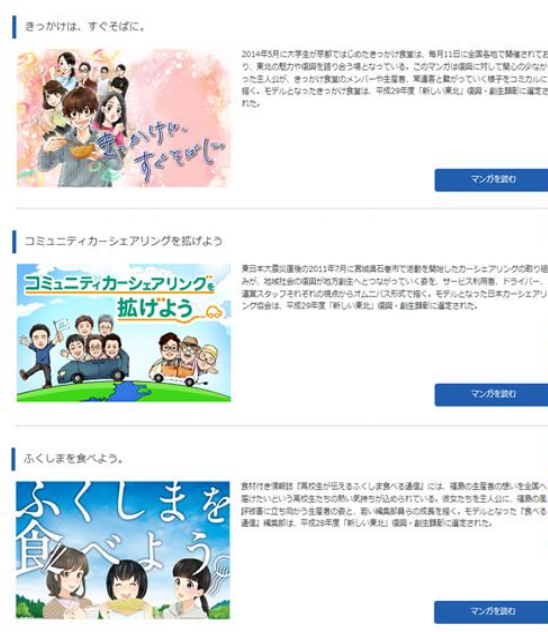 きっかけは、すぐそばに。
きっかけは、
すぐそばに。
2014年5月に大学生が京都ではじめたきっかけ食堂は、毎月11日に全国各地で開催されてお
り、東北の魅力や復興を語り合う場となっている。このマンガは復興に対して関心の少なか
った主人公が、きっかけ食堂のメンバーや生産者、常連客と繋がっていく様子をコミカルに
描く。モデルとなったきっかけ食堂は、平成29年度「新しい東北」復興・創生顕彰に選定さ
れた。
マンガを読む
コミュニティカーシェアリングを拡げよう
コミュニティカーシェアリングを
拡げよう
東日本大震災直後の2011年7月に宮城県石巻市で活動を開始したカーシェアリングの取り組
みが、地域社会の復興が地方創生へとつながっていく姿を、サービス利用者、ドライバー、
運営スタッフそれぞれの視点からオムニバス形式で描く。モデルとなった日本カーシェアリ
ング協会は、平成29年度「新しい東北」復興・創生顕彰に選定された。
マンガを読む
ふくしまを食べよう。
ふくしまを
食べよう。
食材付き情報誌『高校生が伝えるふくしま食べる通信』には、福島の生産者の想いを全国へ
届けたいという高校生たちの熱い気持ちが込められている。彼女たちを主人公に、福島の風
評被害に立ち向かう生産者の姿と、若い編集部員らの成長を描く。モデルとなった『食べる
通信』編集部は、平成28年度「新しい東北」復興・創生顕彰に選定された。
マンガを読む